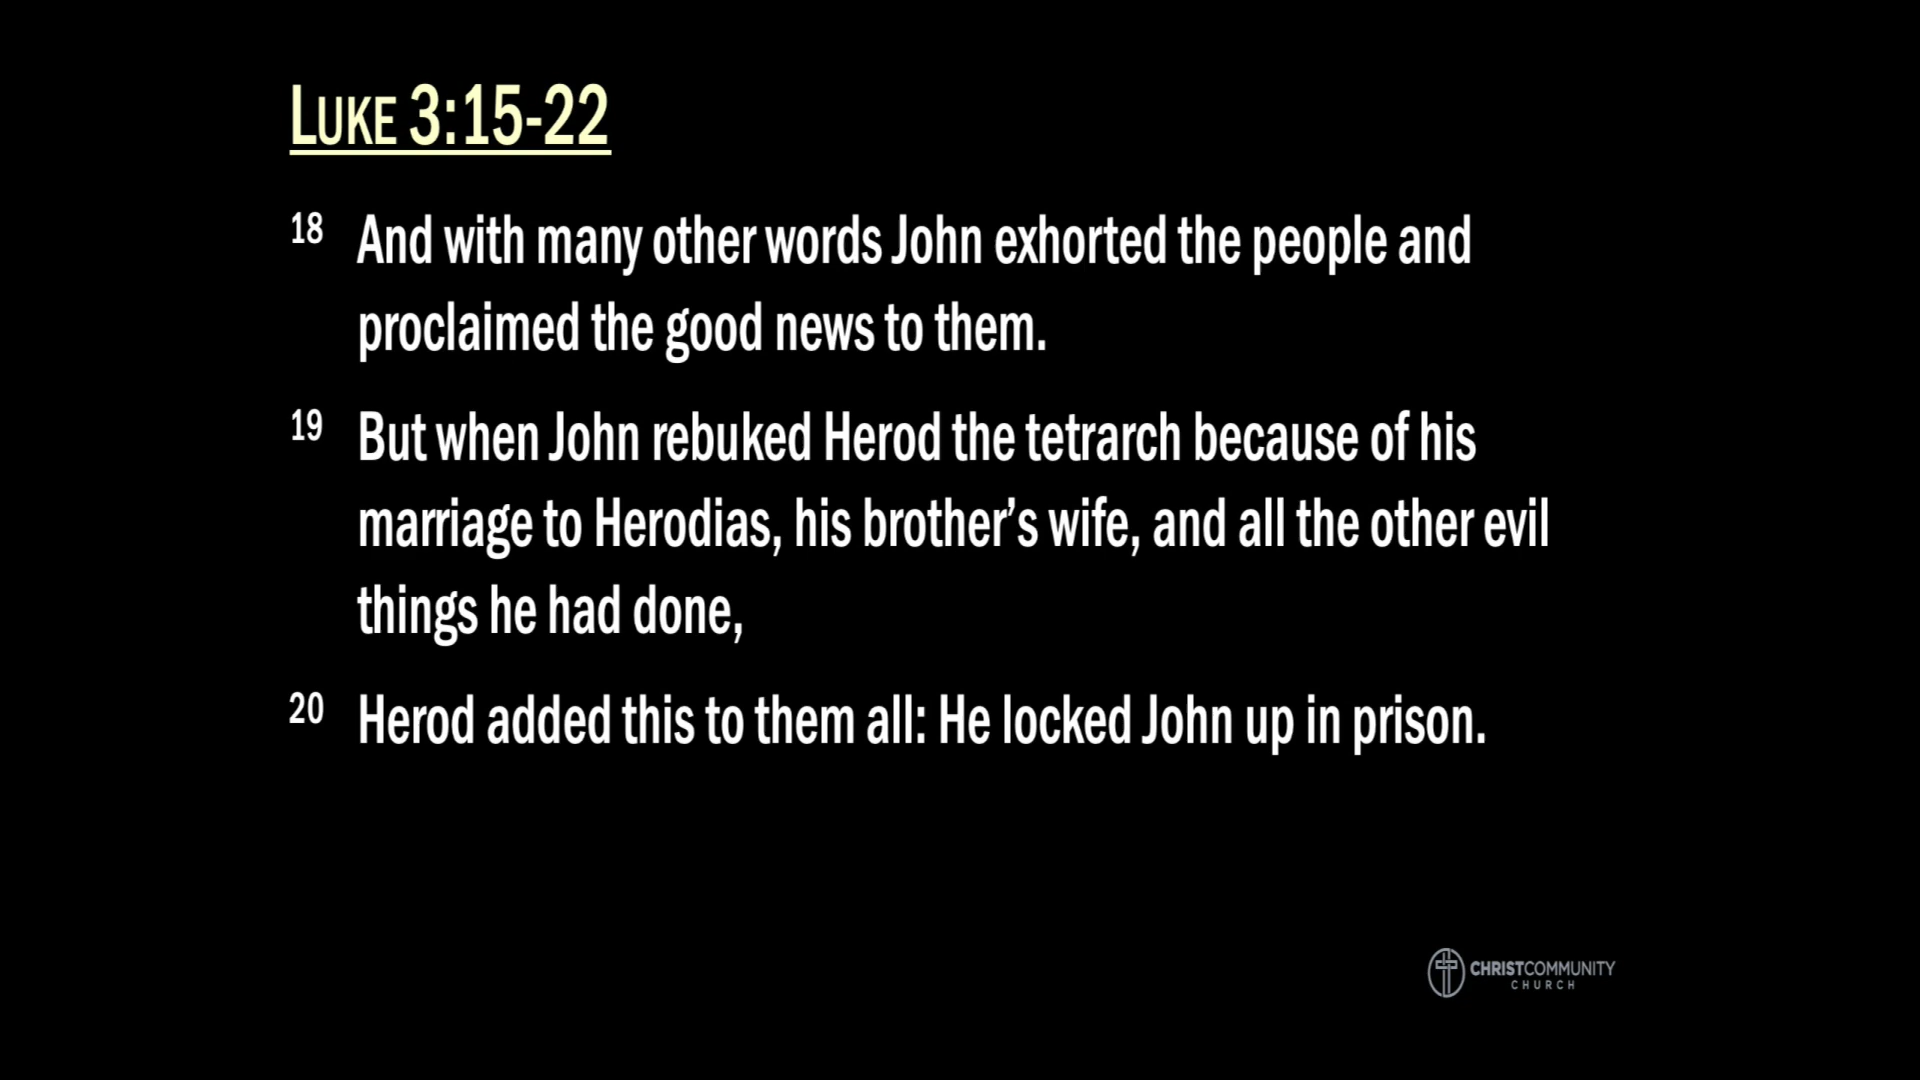 LUKE 3:15-22
18 And with many other words John exhorted the people and
proclaimed the good news to them.
19 But when John rebuked Herod the tetrarch because of his
marriage to Herodias, his brother’s wife, and all the other evil
things he had done,
20 Herod added this to them all: He locked John up in prison.
CHRISTCOMMUNITY
CHURCH